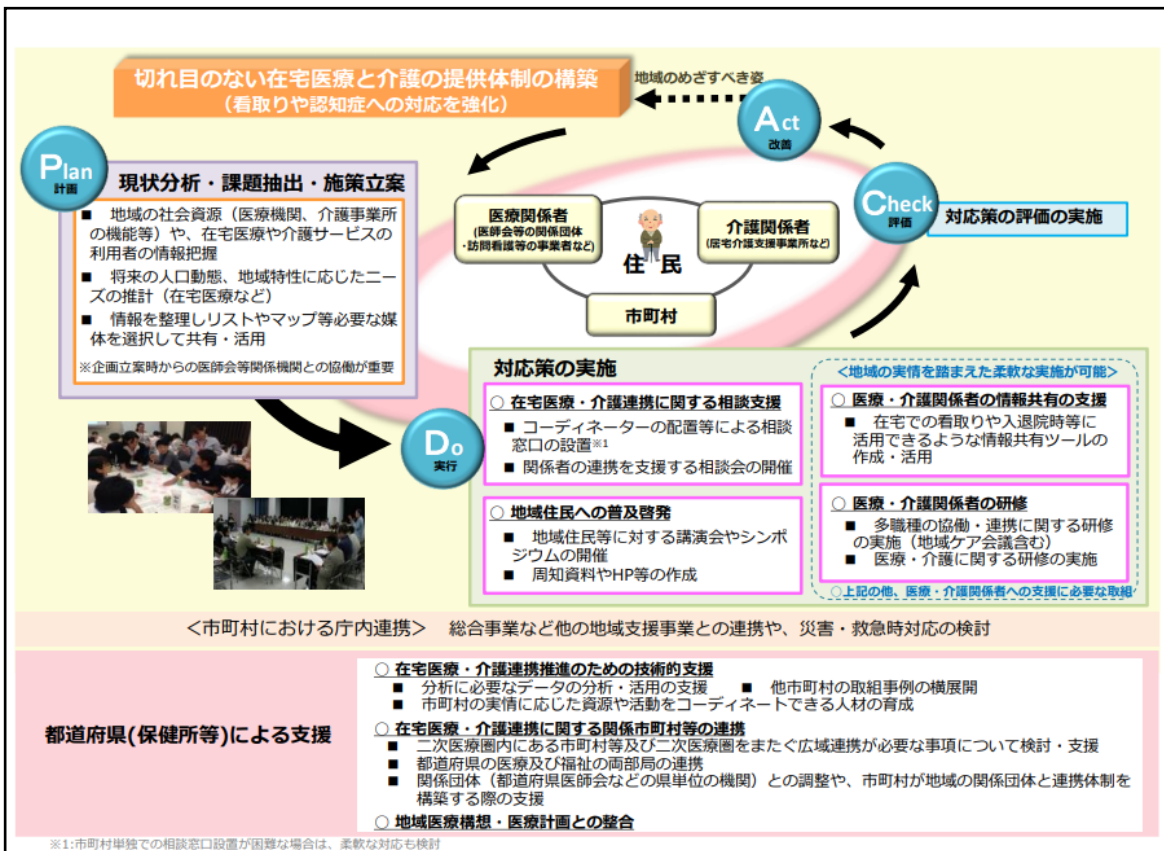 切れ目のない在宅医療と介護の提供体制の構築
（看取りや認知症への対応を強化）
地域のめざすべき姿
Act
改善
Plan
計画
現状分析・課題抽出・施策立案
■ 地域の社会資源（医療機関、介護事業所
の機能等）や、在宅医療や介護サービスの
利用者の情報把握
■ 将来の人口動態、地域特性に応じたニー
ズの推計（在宅医療など）
■ 情報を整理しリストやマップ等必要な媒
体を選択して共有・活用
※企画立案時からの医師会等関係機関との協働が重要
医療関係者
(医師会等の関係団体
・訪問看護等の事業者など)
住 民
介護関係者
(居宅介護支援事業所など)
市町村
Check
評価
対応策の評価の実施
Do
実行
対応策の実施
○ 在宅医療・介護連携に関する相談支援
■ コーディネーターの配置等による相談
窓口の設置※1
■ 関係者の連携を支援する相談会の開催
○ 地域住民への普及啓発
■ 地域住民等に対する講演会やシンポ
ジウムの開催
■ 周知資料やHP等の作成
<地域の実情を踏まえた柔軟な実施が可能>
○ 医療・介護関係者の情報共有の支援
■ 在宅での看取りや入退院時等に
活用できるような情報共有ツールの
作成・活用
○ 医療・介護関係者の研修
■ 多職種の協働・連携に関する研修
の実施（地域ケア会議含む）
■ 医療・介護に関する研修の実施
○上記の他、医療・介護関係者への支援に必要な取組
＜市町村における庁内連携＞ 総合事業など他の地域支援事業との連携や、災害・救急時対応の検討
都道府県(保健所等)による支援
○ 在宅医療・介護連携推進のための技術的支援
■ 分析に必要なデータの分析・活用の支援 ■ 他市町村の取組事例の横展開
■ 市町村の実情に応じた資源や活動をコーディネートできる人材の育成
○ 在宅医療・介護連携に関する関係市町村等の連携
■ 二次医療圏内にある市町村等及び二次医療圏をまたぐ広域連携が必要な事項について検討・支援
■ 都道府県の医療及び福祉の両部局の連携
■ 関係団体（都道府県医師会などの県単位の機関）との調整や、市町村が地域の関係団体と連携体制を
構築する際の支援
○ 地域医療構想・医療計画との整合
※1:市町村単独での相談窓口設置が困難な場合は、柔軟な対応も検討